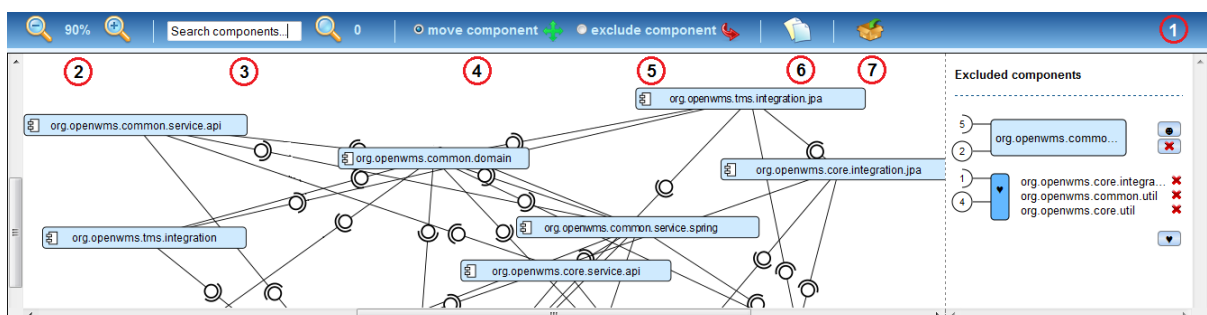 90% Search components... 0 move component exclude component 1
2 3 4 5 6 7
Excluded components
org.openwms.tms.integration.jpa
org.openwms.common.service.api
org.openwms.common.domain
org.openwms.core.integration.jpa
org.openwms.common.service.spring
org.openwms.tms.integration
org.openwms.core.service.api
5
org.openwms.commo...
2
1
org.openwms.core.integra...
org.openwms.common.util
4
org.openwms.core.util